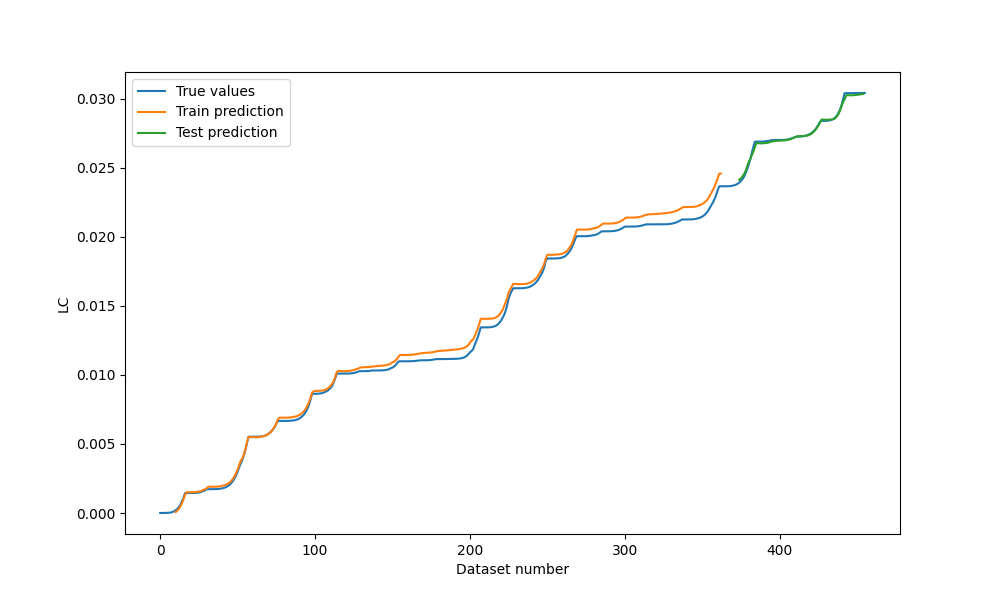 True values
Train prediction
Test prediction
0.030
0.025
0.020
0.015
0.010
0.005
0.000
LC
0 100 200 300 400
Dataset number